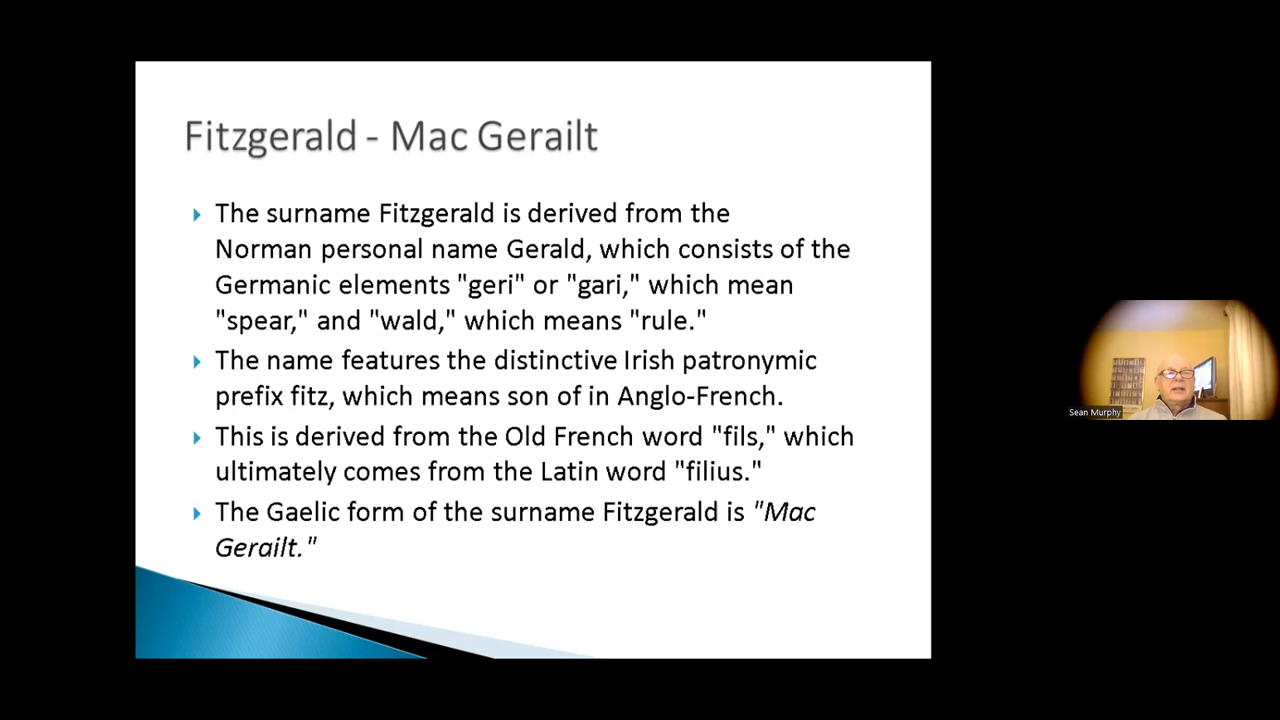 Fitzgerald - Mac Gerailt
The surname Fitzgerald is derived from the
Norman personal name Gerald, which consists of the
Germanic elements "geri" or "gari," which mean
"spear," and "wald," which means "rule."
The name features the distinctive Irish patronymic
prefix fitz, which means son of in Anglo-French.
This is derived from the Old French word "fils," which
ultimately comes from the Latin word "filius."
The Gaelic form of the surname Fitzgerald is "Mac
Gerailt."
Sean Murphy